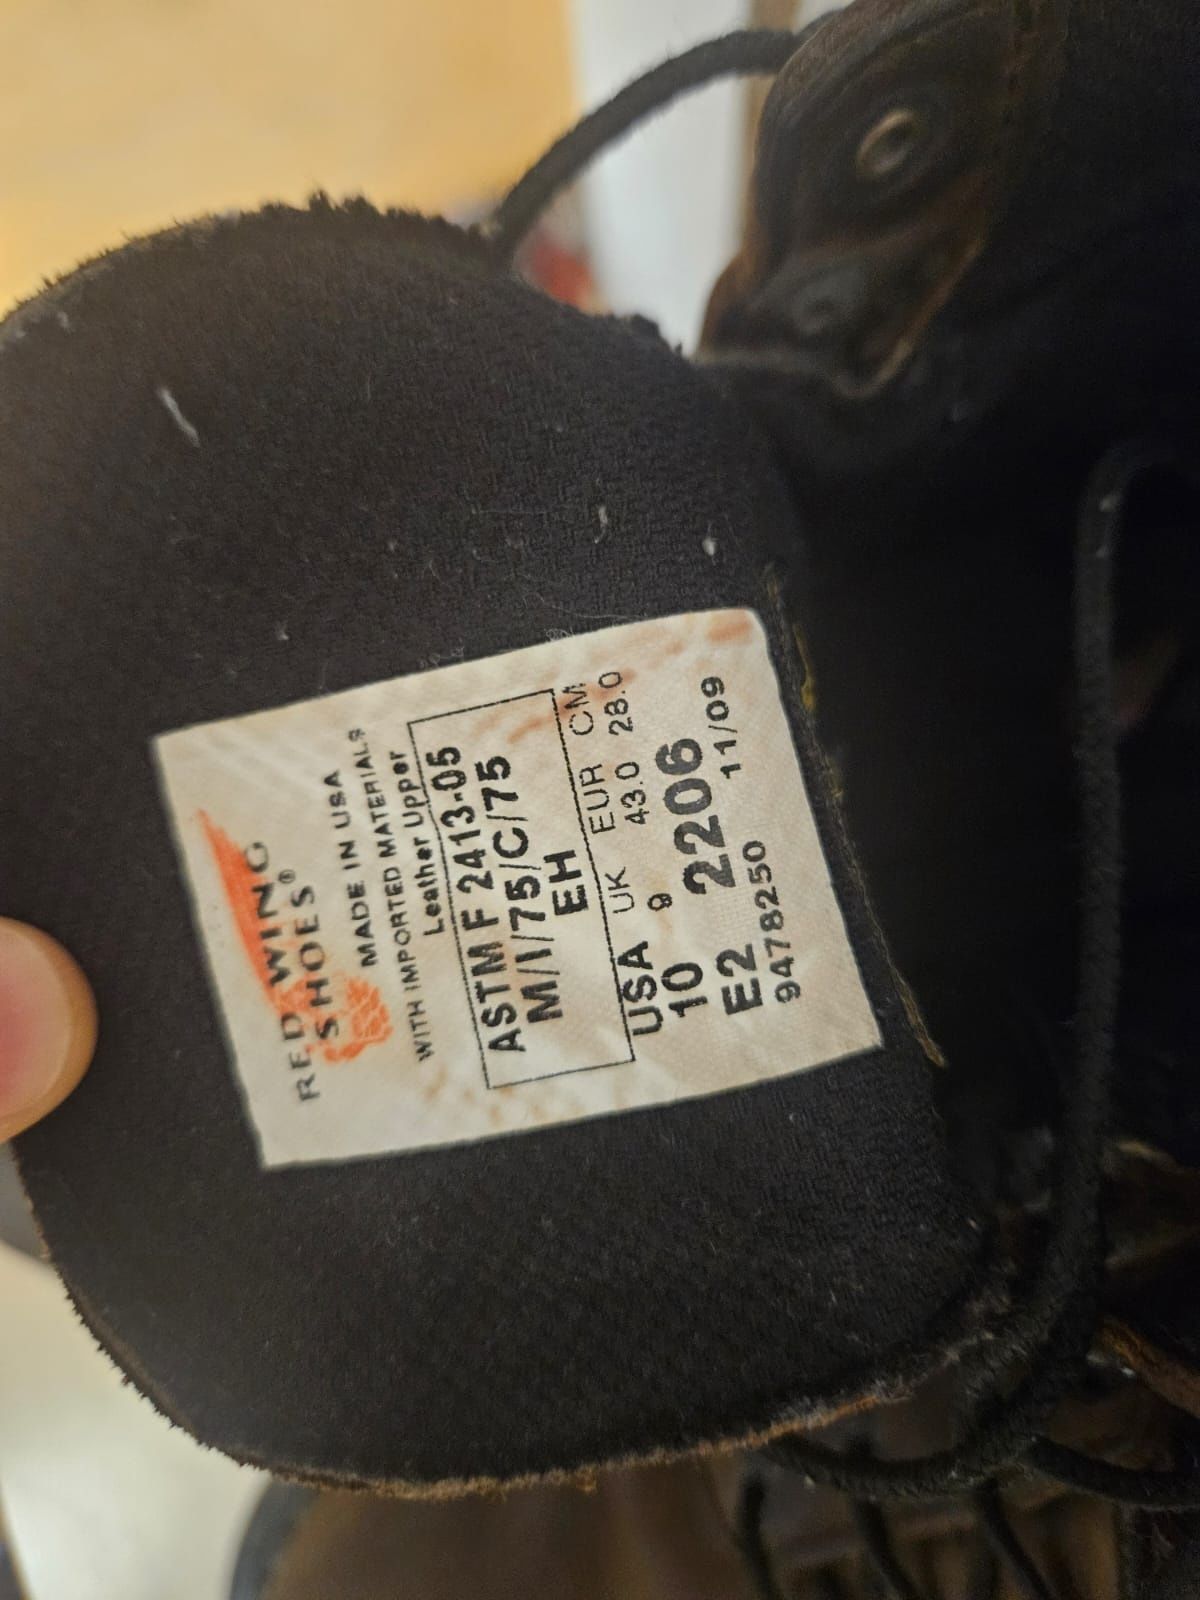 RED WING
SHOES®
MADE IN USA
WITH IMPORTED MATERIALS
Leather Upper
ASTM F 2413-05
M/I/75/C/75
EH
USA UK EUR CM
10 9 43.0 28.0
E2 2206
9478250 11/09